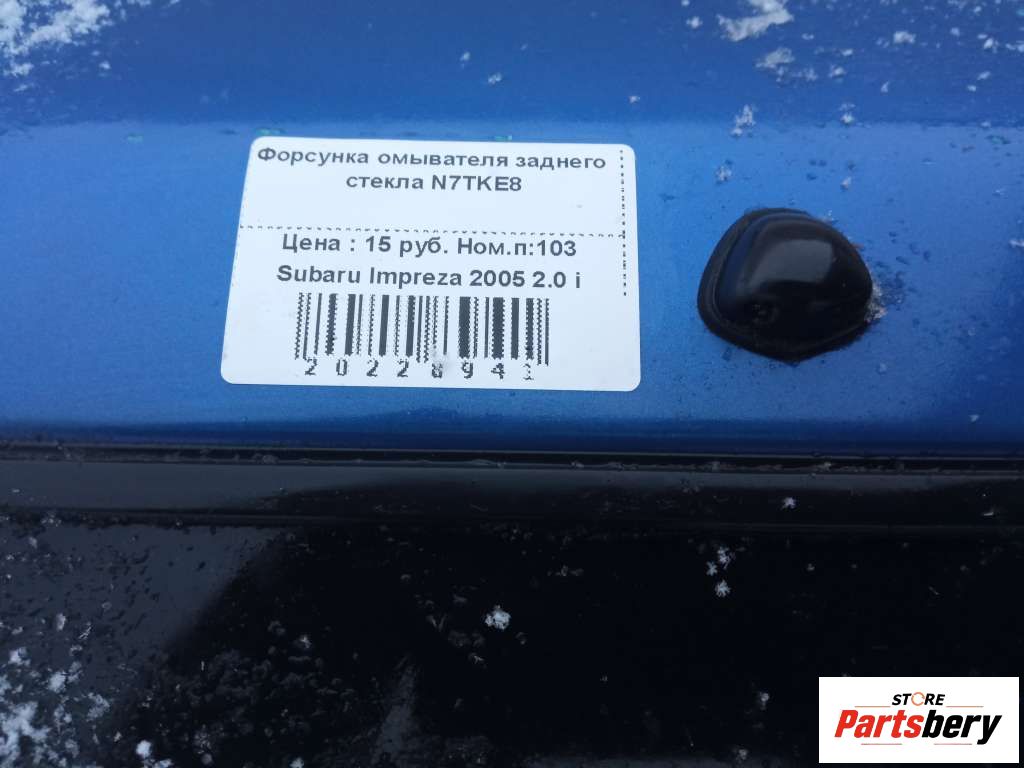 Форсунка омывателя заднего
стекла N7TKE8
Цена : 15 руб. Ном.п:103
Subaru Impreza 2005 2.0 i
20228941
STORE
Partsbery